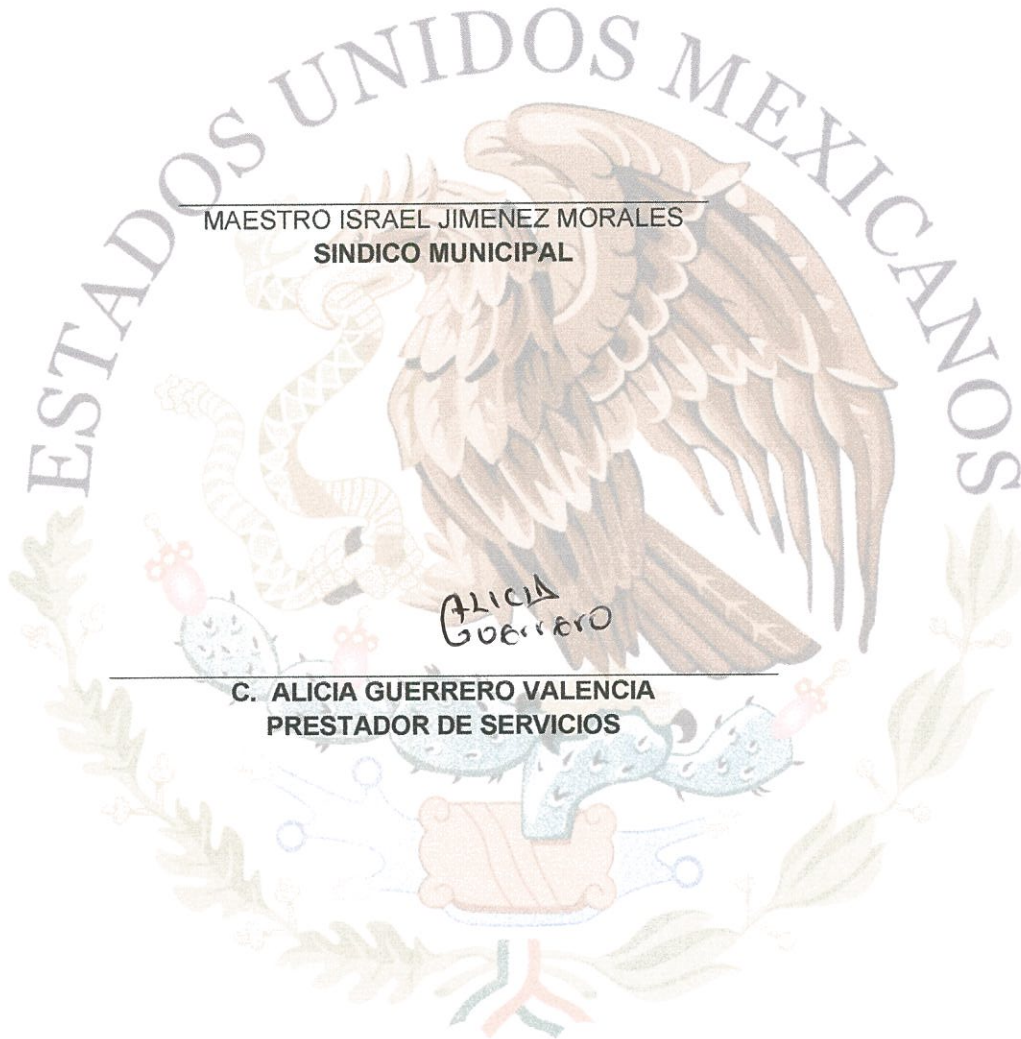 ESTADOS UNIDOS MEXICANOS
MAESTRO ISRAEL JIMENEZ MORALES
SINDICO MUNICIPAL
ALICIA
GUERRERO
C. ALICIA GUERRERO VALENCIA
PRESTADOR DE SERVICIOS